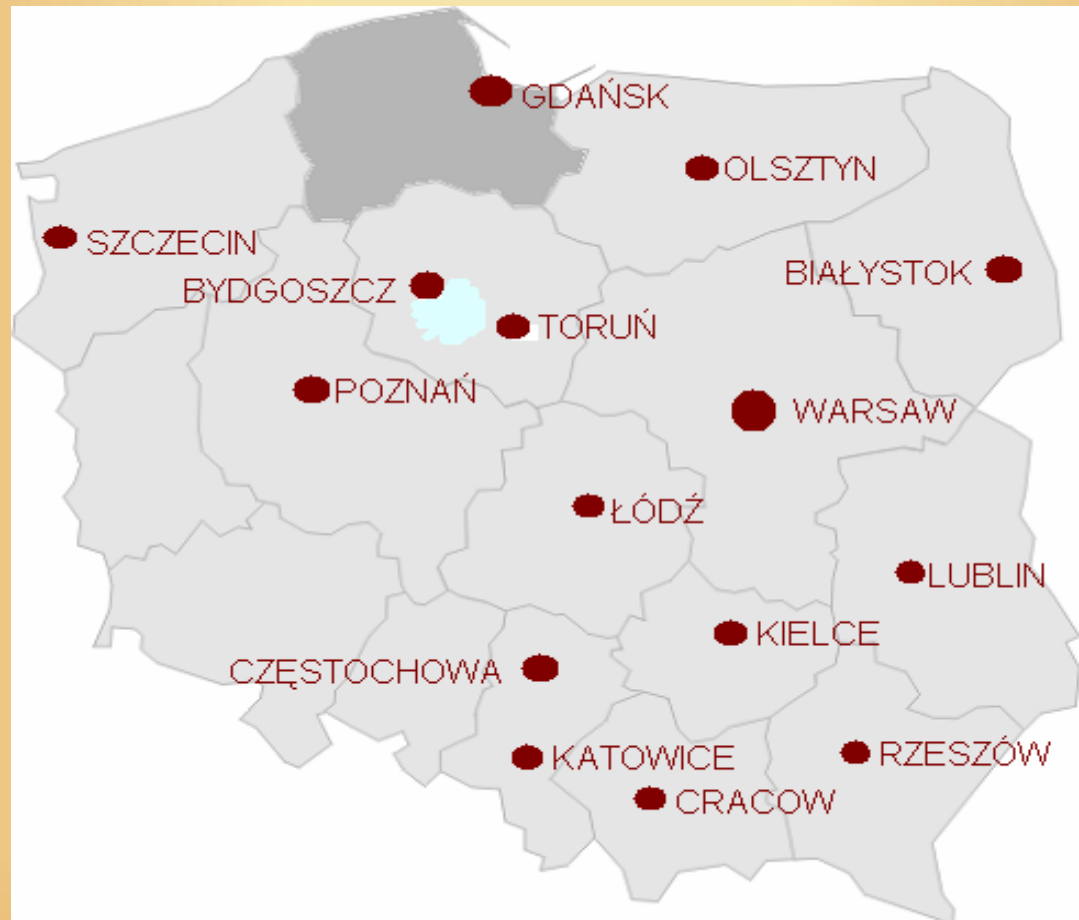 GDAŃSK
OLSZTYN
SZCZECIN
BIAŁYSTOK
BYDGOSZCZ
TORUŃ
POZNAŃ
WARSAW
ŁÓDŹ
LUBLIN
KIELCE
CZĘSTOCHOWA
KATOWICE
RZESZÓW
CRACOW